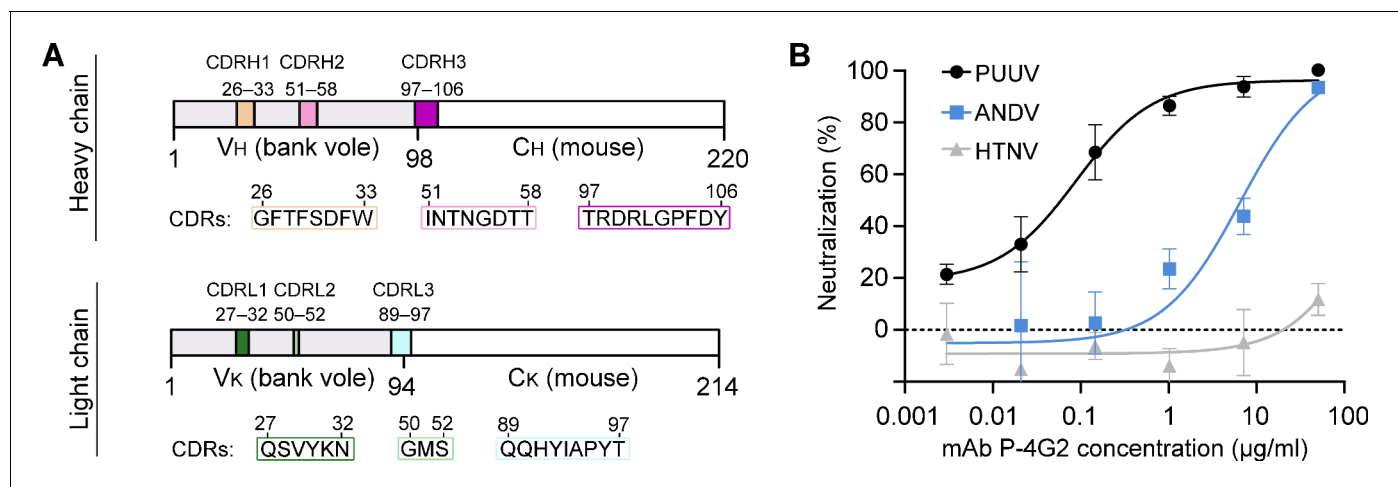 A
Heavy chain
CDRH1 CDRH2 CDRH3
26–33 51–58 97–106
VH (bank vole) CH (mouse)
1 98 220
26 33 51 58 97 106
CDRs: GFTFSDFW INTNGDTT TRDRLGPFDY
Light chain
CDRL1 CDRL2 CDRL3
27–32 50–52 89–97
VK (bank vole) CK (mouse)
1 94 214
27 32 50 52 89 97
CDRs: QSVYKN GMS QQHYIAPYT
B
PUUV
ANDV
HTNV
Neutralization (%)
100
80
60
40
20
0
0.001 0.01 0.1 1 10 100
mAb P-4G2 concentration (µg/ml)